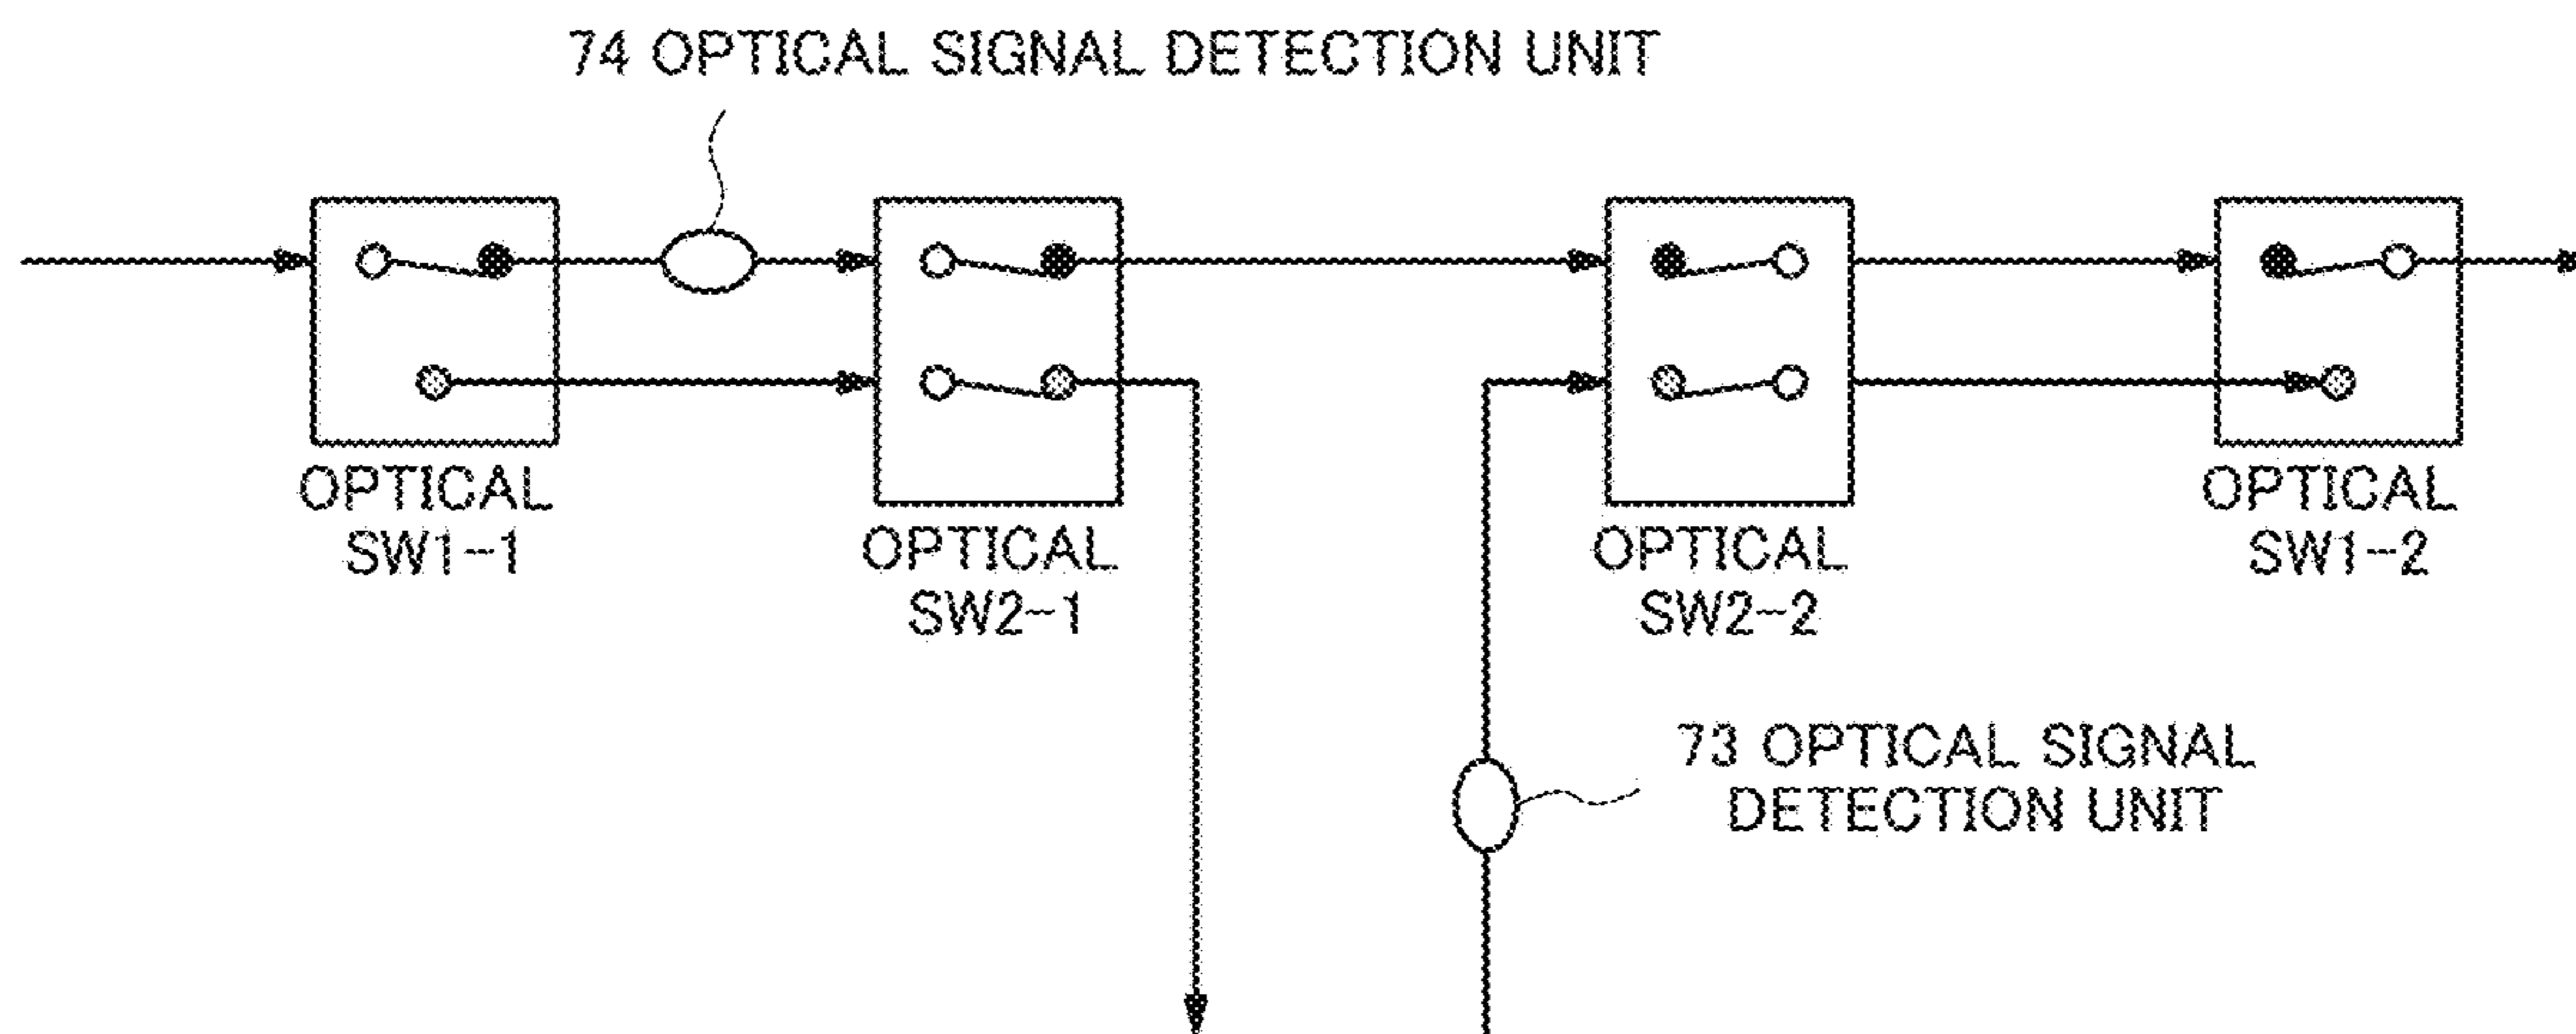 74 OPTICAL SIGNAL DETECTION UNIT
OPTICAL
SW1-1
OPTICAL
SW2-1
OPTICAL
SW2-2
OPTICAL
SW1-2
73 OPTICAL SIGNAL
DETECTION UNIT